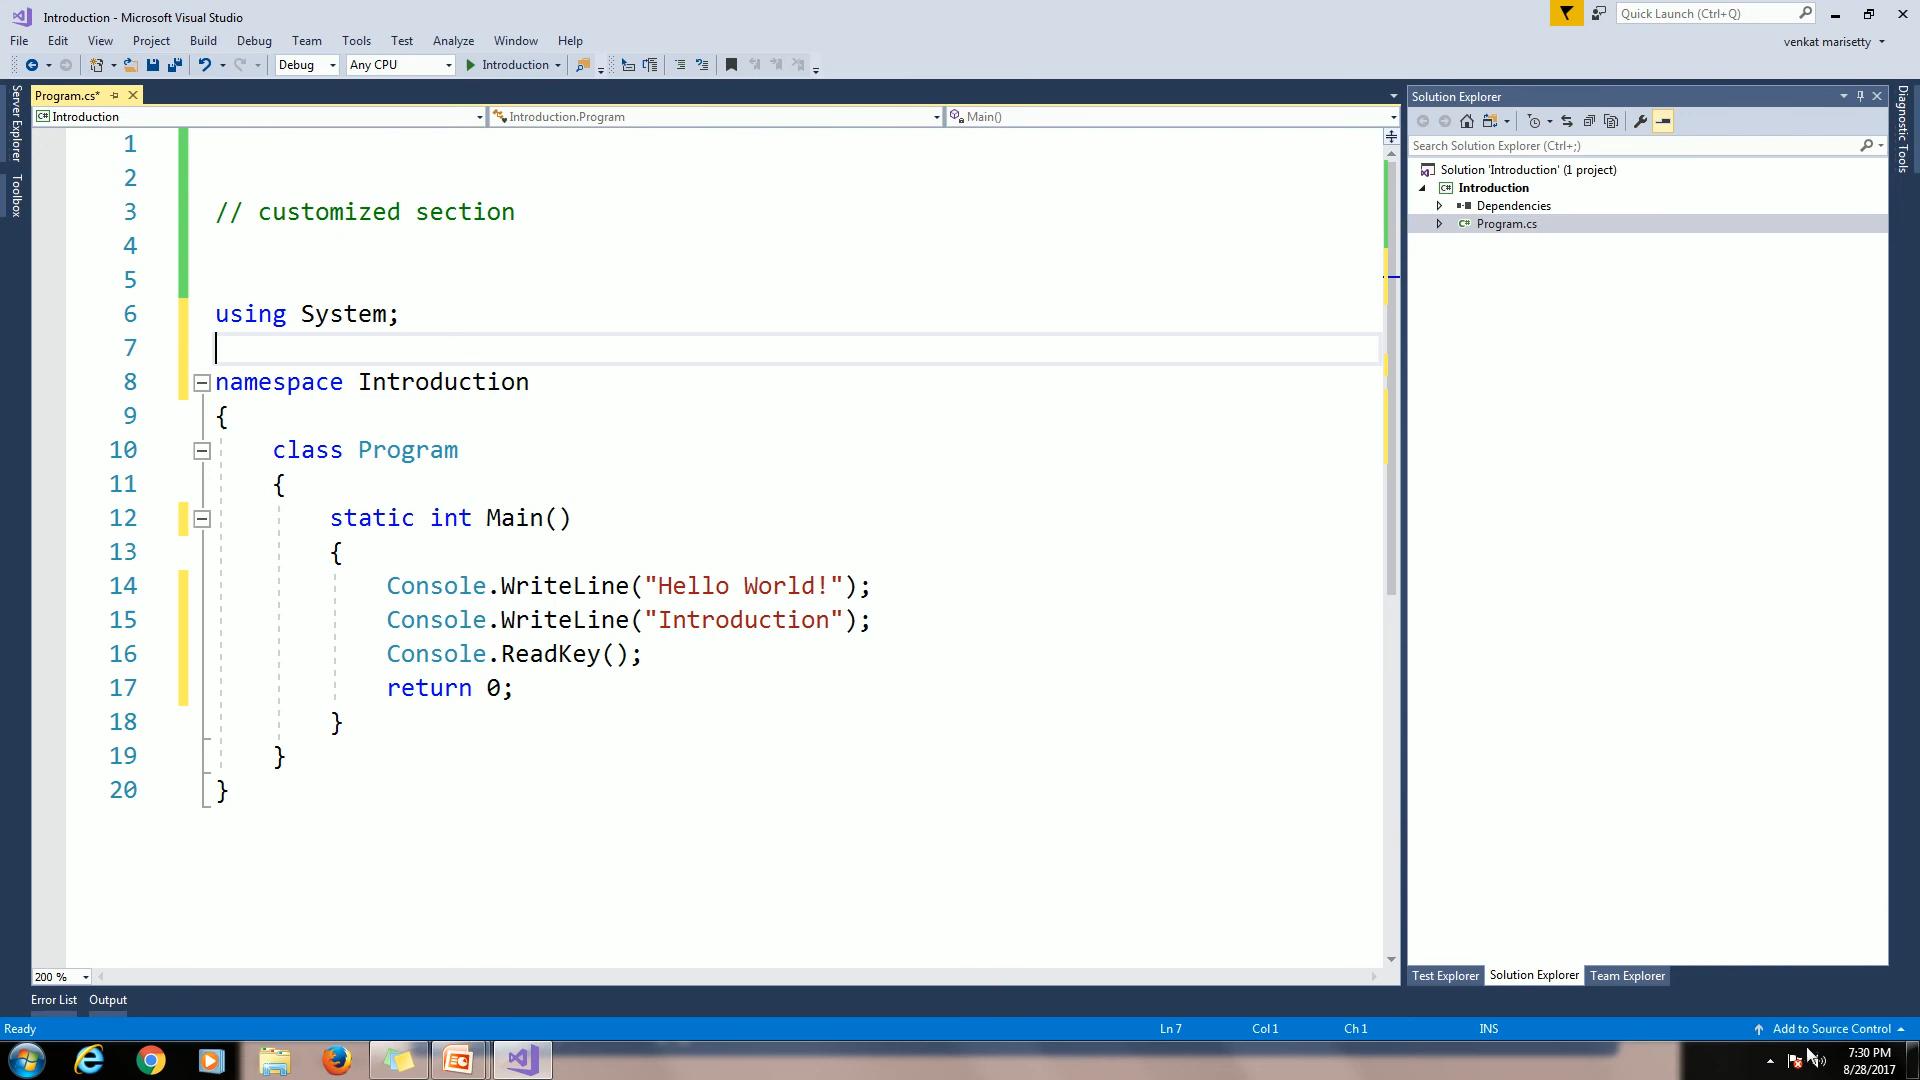 Introduction - Microsoft Visual Studio
Quick Launch (Ctrl+Q)
File Edit View Project Build Debug Team Tools Test Analyze Window Help
venkat marisetty
Debug Any CPU Introduction
Program.cs*
Introduction Introduction.Program Main()
Server Explorer
Toolbox
1
2
3 // customized section
4
5
6 using System;
7
8 namespace Introduction
9 {
10 class Program
11 {
12 static int Main()
13 {
14 Console.WriteLine("Hello World!");
15 Console.WriteLine("Introduction");
16 Console.ReadKey();
17 return 0;
18 }
19 }
20 }
200 %
Solution Explorer
Search Solution Explorer (Ctrl+;)
Solution 'Introduction' (1 project)
C# Introduction
Dependencies
C# Program.cs
Test Explorer Solution Explorer Team Explorer
Diagnostic Tools
Error List Output
Ready Ln 7 Col 1 Ch 1 INS Add to Source Control
7:30 PM
8/28/2017